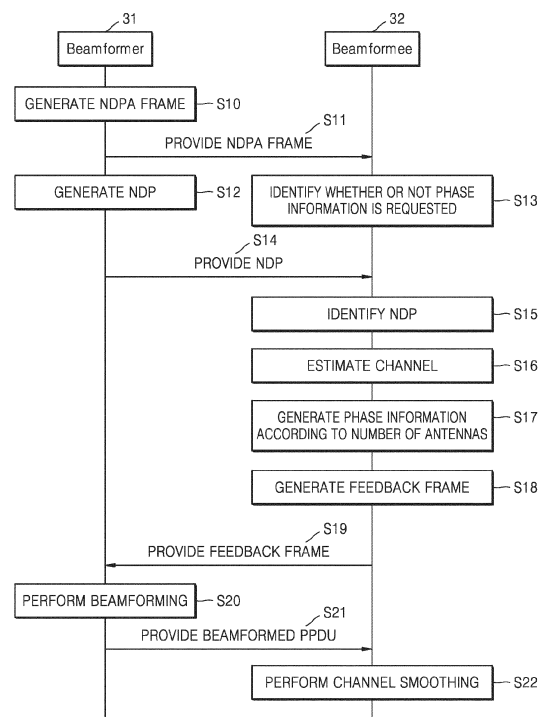 31
32
Beamformer
Beamformee
GENERATE NDPA FRAME
S10
S11
PROVIDE NDPA FRAME
GENERATE NDP
S12
IDENTIFY WHETHER OR NOT PHASE
INFORMATION IS REQUESTED
S13
S14
PROVIDE NDP
IDENTIFY NDP
S15
ESTIMATE CHANNEL
S16
GENERATE PHASE INFORMATION
ACCORDING TO NUMBER OF ANTENNAS
S17
GENERATE FEEDBACK FRAME
S18
S19
PROVIDE FEEDBACK FRAME
PERFORM BEAMFORMING
S20
S21
PROVIDE BEAMFORMED PPDU
PERFORM CHANNEL SMOOTHING
S22